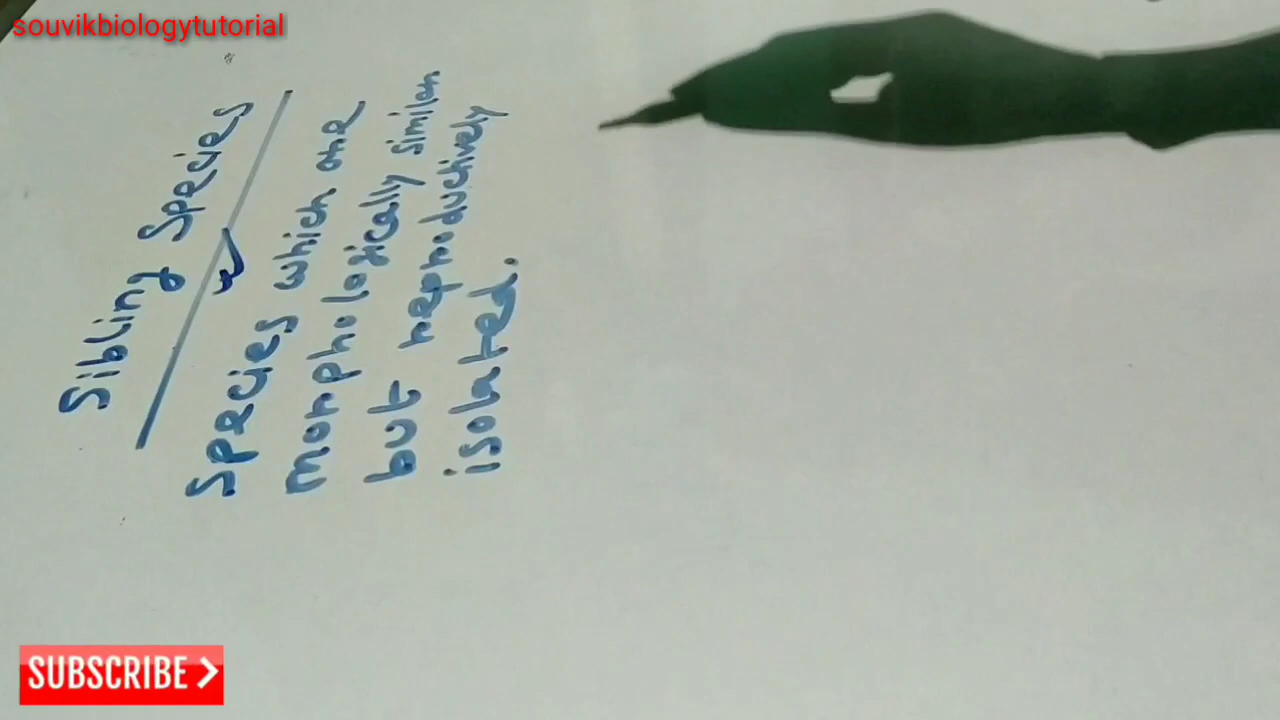 souvikbiologytutorial
Sibling Species
Species which are
morphologically similar
but reproductively
isolated.
SUBSCRIBE